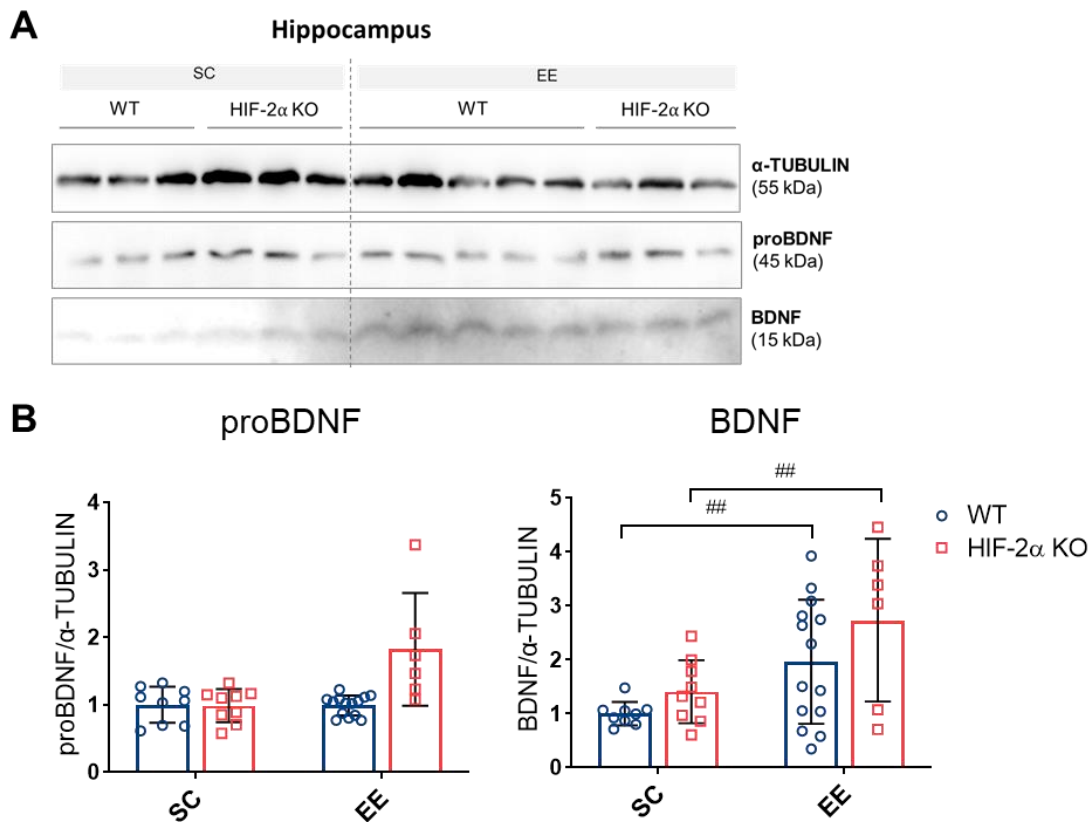 A
Hippocampus
SC EE
WT HIF-2α KO WT HIF-2α KO
α-TUBULIN
(55 kDa)
proBDNF
(45 kDa)
BDNF
(15 kDa)
B
proBDNF
proBDNF/α-TUBULIN
4
3
2
1
0
SC EE
BDNF
BDNF/α-TUBULIN
5
4
3
2
1
0
##
##
SC EE
WT
HIF-2α KO